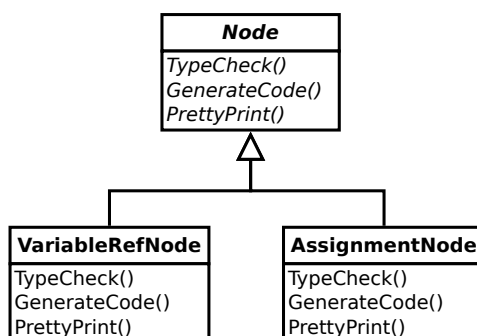 Node
TypeCheck()
GenerateCode()
PrettyPrint()
VariableRefNode
TypeCheck()
GenerateCode()
PrettyPrint()
AssignmentNode
TypeCheck()
GenerateCode()
PrettyPrint()